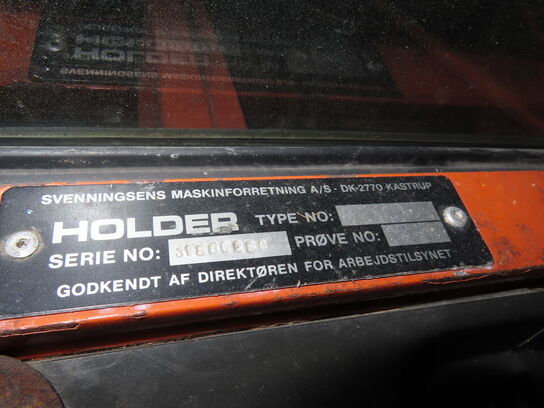 SVENNINGSENS MASKINFORRETNING A/S - DK-2770 KASTRUP
HOLDER TYPE NO:
SERIE NO: PRØVE NO:
GODKENDT AF DIREKTØREN FOR ARBEJDSTILSYNET